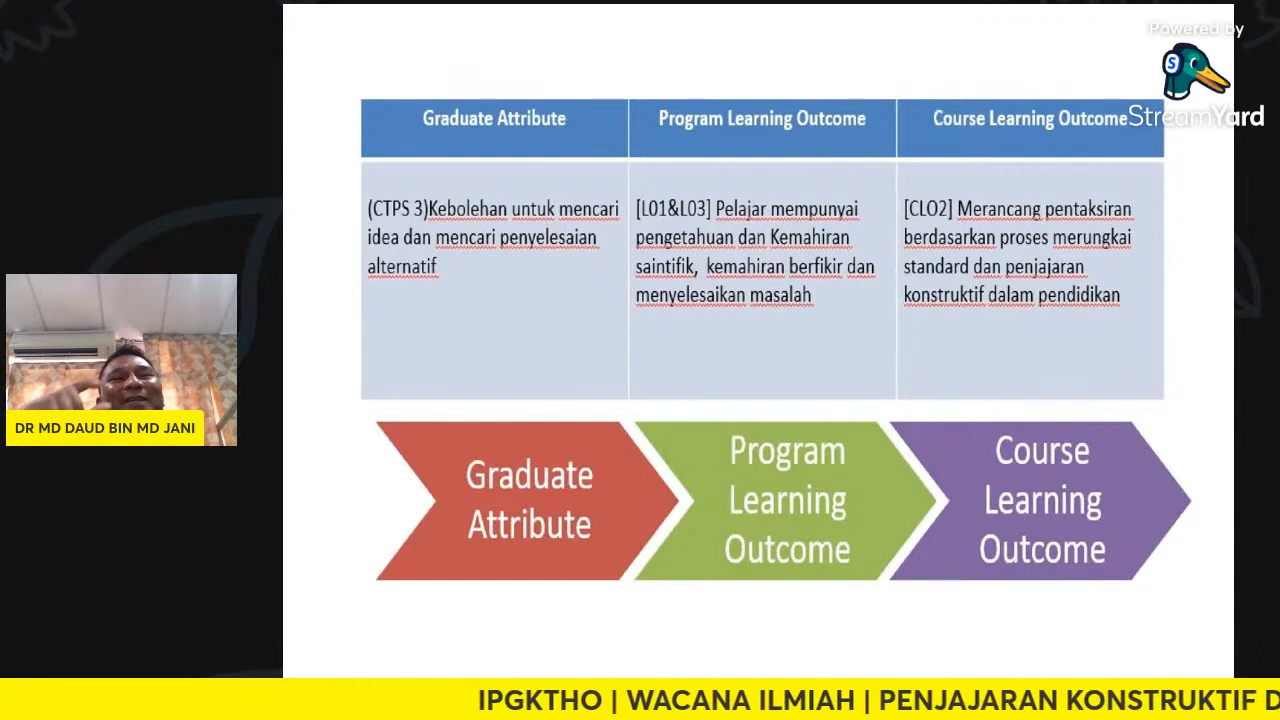 Powered by
StreamYard
Graduate Attribute
Program Learning Outcome
Course Learning Outcome
(CTPS 3)Kebolehan untuk mencari
idea dan mencari penyelesaian
alternatif
[L01&L03] Pelajar mempunyai
pengetahuan dan Kemahiran
saintifik, kemahiran berfikir dan
menyelesaikan masalah
[CLO2] Merancang pentaksiran
berdasarkan proses merungkai
standard dan penjajaran
konstruktif dalam pendidikan
Graduate
Attribute
Program
Learning
Outcome
Course
Learning
Outcome
DR MD DAUD BIN MD JANI
IPGKTHO | WACANA ILMIAH | PENJAJARAN KONSTRUKTIF D